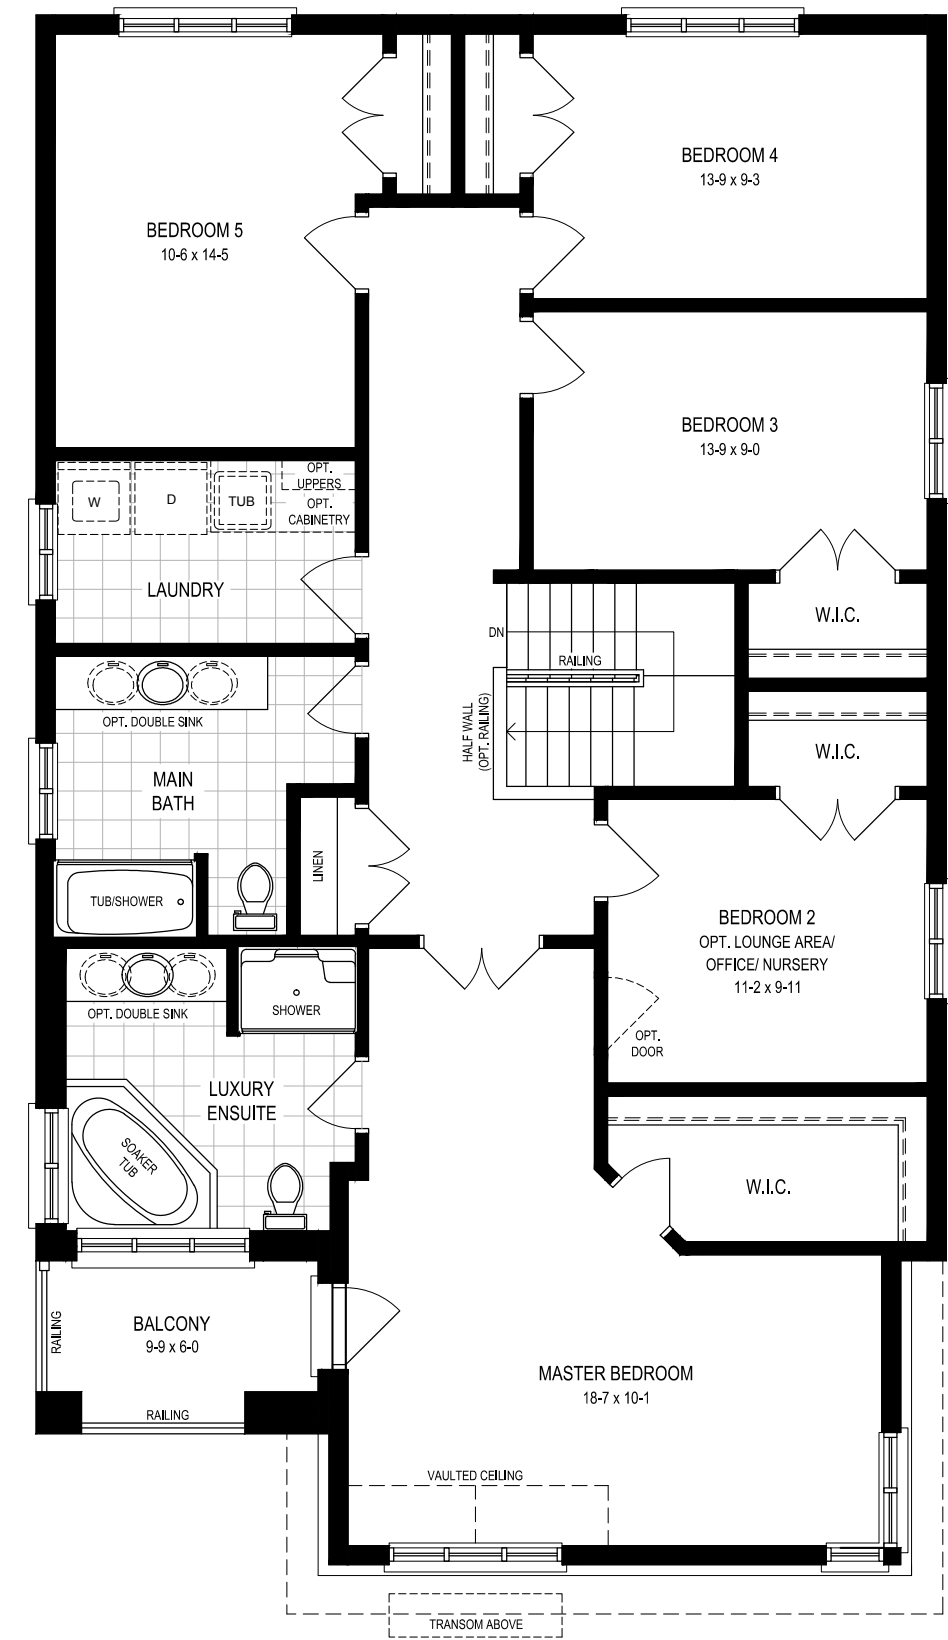 BEDROOM 4
13-9 x 9-3
BEDROOM 5
10-6 x 14-5
BEDROOM 3
13-9 x 9-0
OPT.
UPPERS
W
D
TUB
OPT.
CABINETRY
LAUNDRY
W.I.C.
DN
RAILING
HALF WALL
(OPT. RAILING)
OPT. DOUBLE SINK
W.I.C.
MAIN
BATH
LINEN
TUB/SHOWER
BEDROOM 2
OPT. LOUNGE AREA/
OFFICE/ NURSERY
11-2 x 9-11
OPT. DOUBLE SINK
SHOWER
OPT.
DOOR
LUXURY
ENSUITE
SOAKER
TUB
W.I.C.
BALCONY
9-9 x 6-0
RAILING
RAILING
MASTER BEDROOM
18-7 x 10-1
VAULTED CEILING
TRANSOM ABOVE